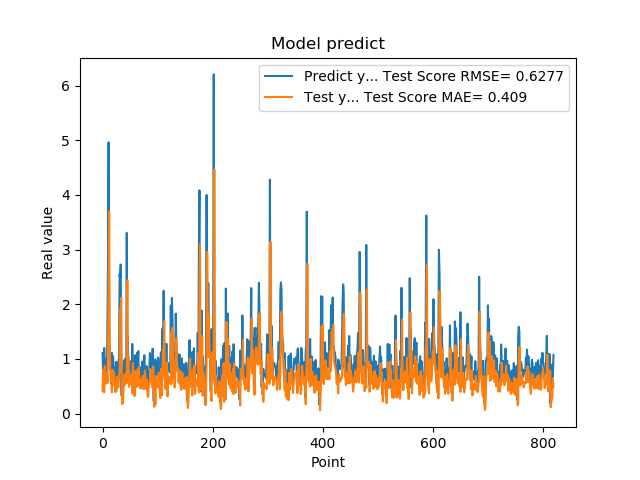 Model predict
Predict y... Test Score RMSE= 0.6277
Test y... Test Score MAE= 0.409
Real value
6
5
4
3
2
1
0
0 200 400 600 800
Point